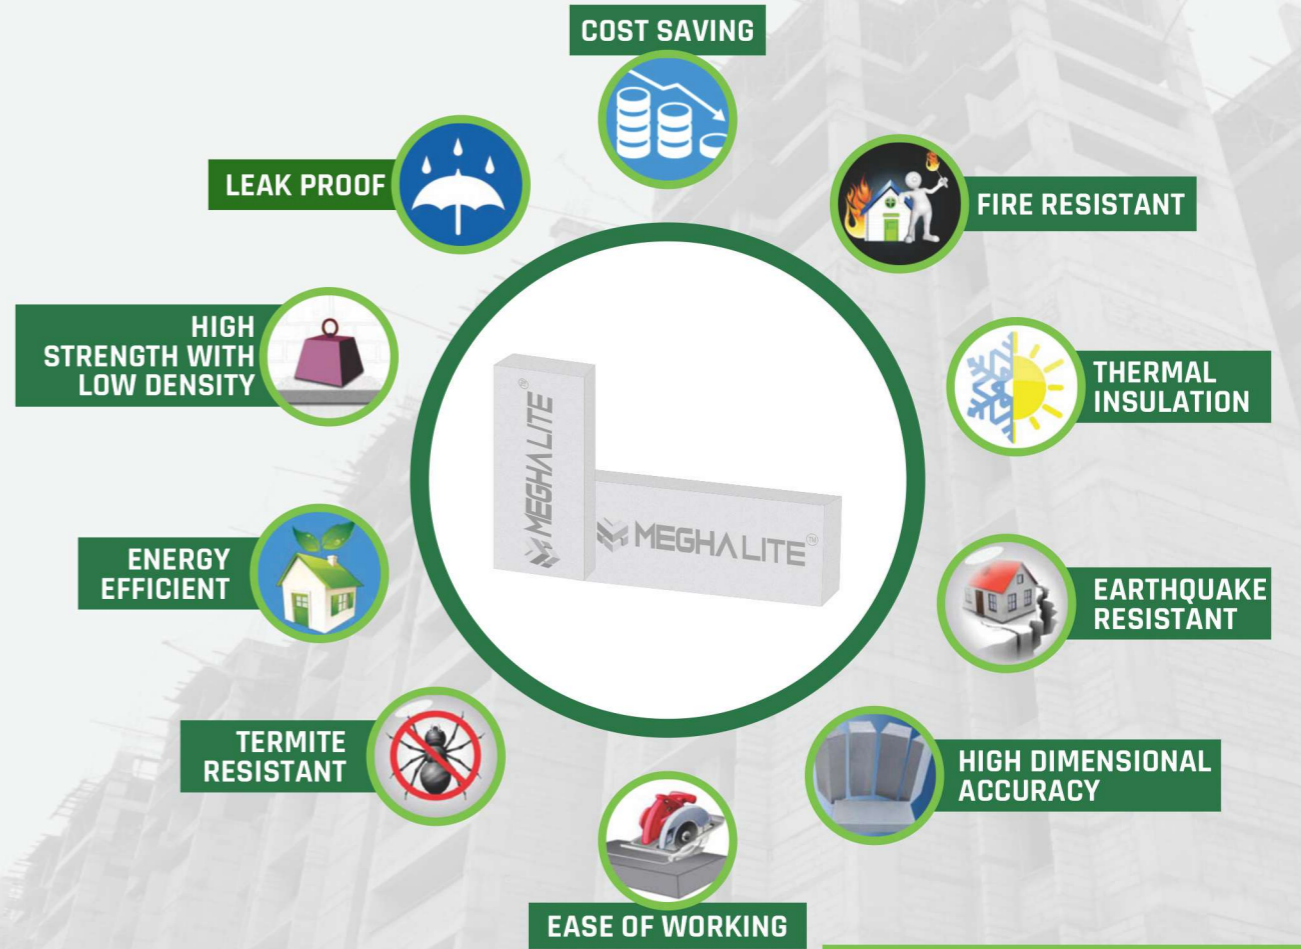 COST SAVING
LEAK PROOF
FIRE RESISTANT
HIGH
STRENGTH WITH
LOW DENSITY
THERMAL
INSULATION
® MEGHALITE
MEGHALITE™
ENERGY
EFFICIENT
EARTHQUAKE
RESISTANT
TERMITE
RESISTANT
HIGH DIMENSIONAL
ACCURACY
EASE OF WORKING